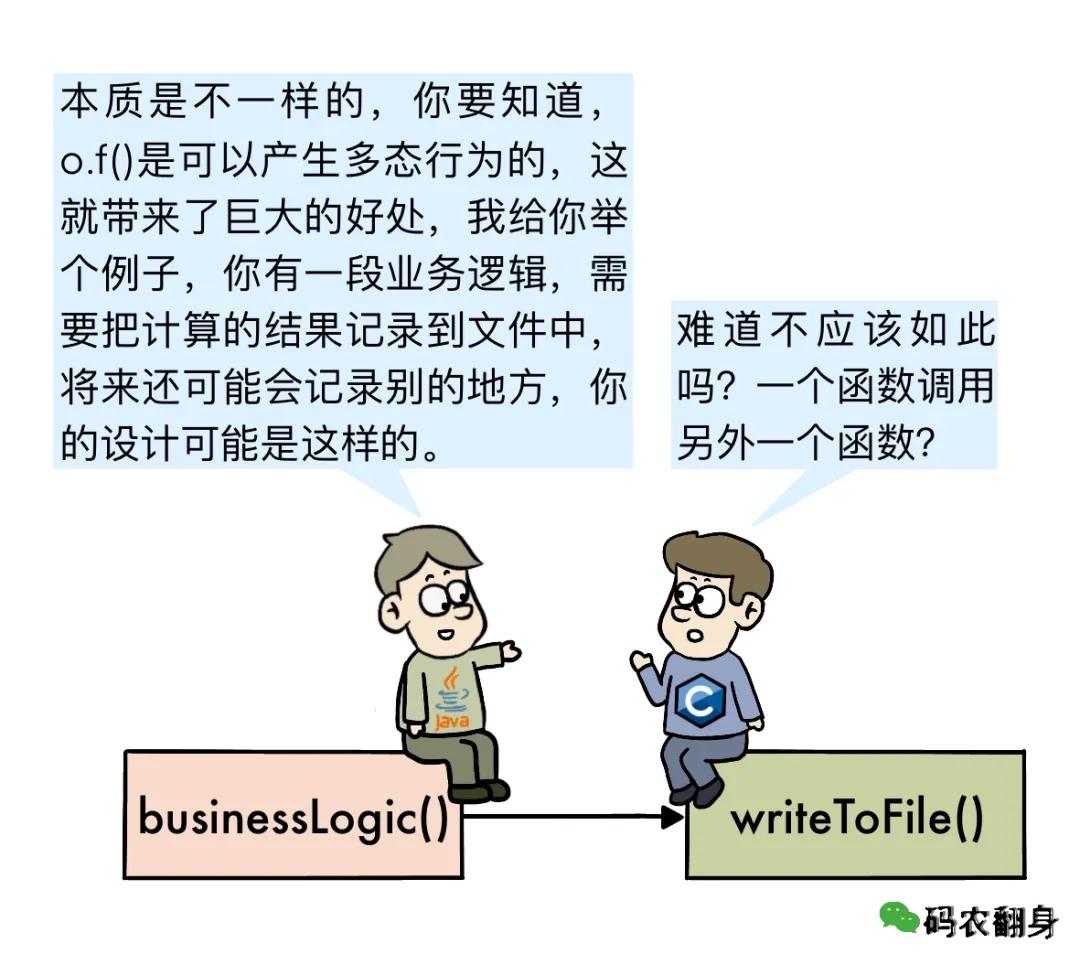 本质是不一样的，你要知道，
o.f()是可以产生多态行为的，这
就带来了巨大的好处，我给你举
个例子，你有一段业务逻辑，需
要把计算的结果记录到文件中，
将来还可能会记录别的地方，你
的设计可能是这样的。
难道不应该如此
吗？一个函数调用
另外一个函数？
java
C
businessLogic()
writeToFile()
码农翻身